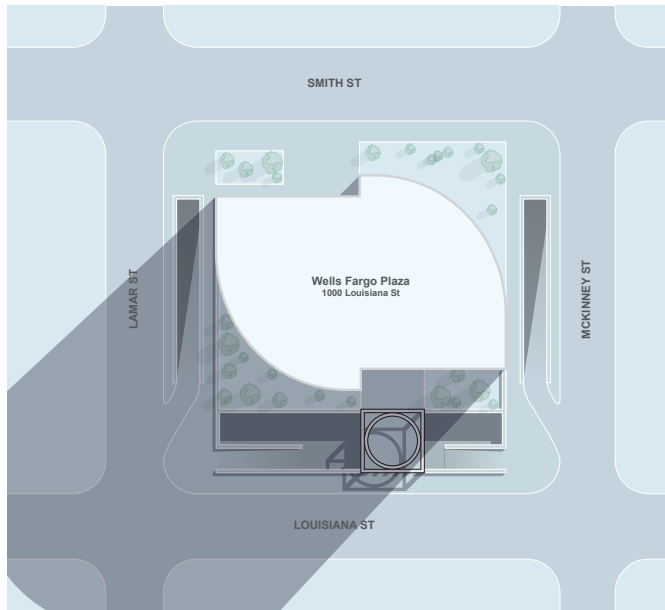 SMITH ST
LAMAR ST
Wells Fargo Plaza
1000 Louisiana St
MCKINNEY ST
LOUISIANA ST